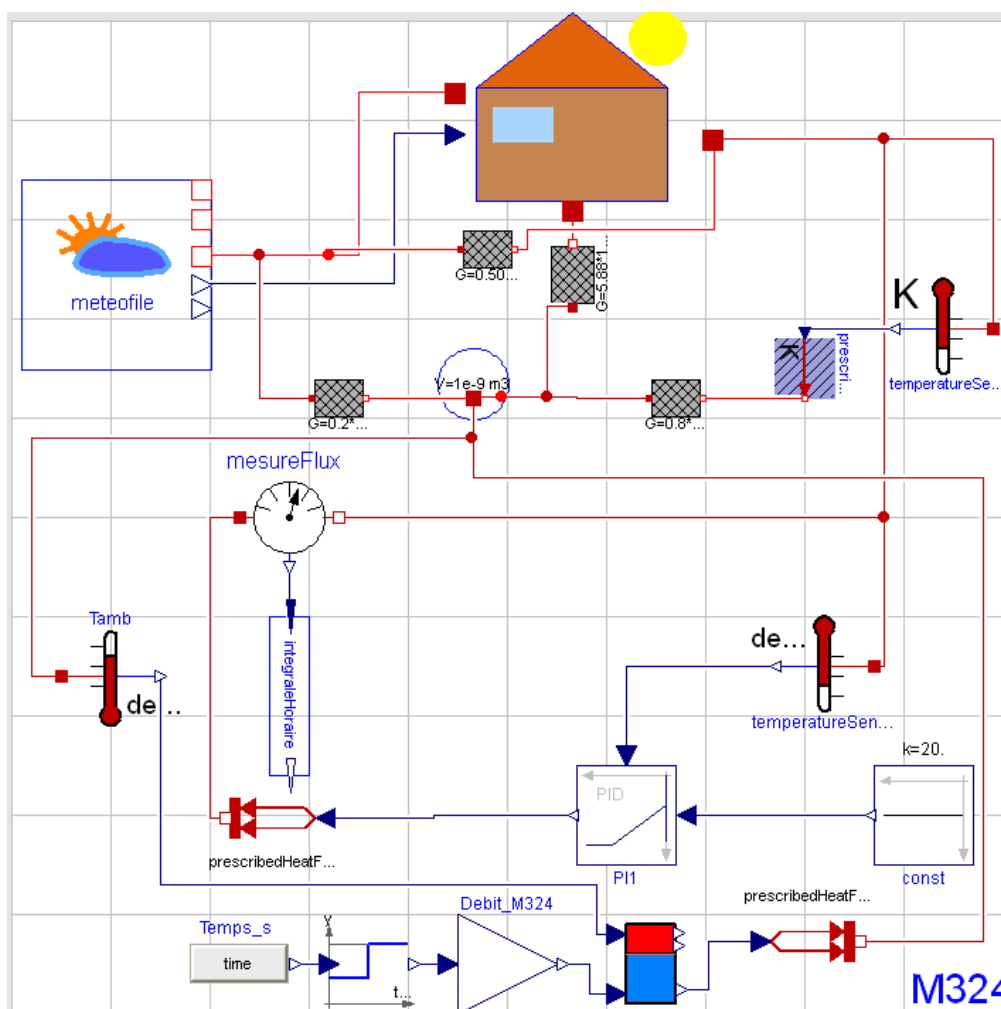 meteofile
G=0.50...
G=5.88*1...
K
K
prescri...
temperatureSe...
V=1e-9 m3
G=0.2*...
G=0.8*...
mesureFlux
Tamb
de...
integraleHoraire
de...
temperatureSen...
k=20.
PID
prescribedHeatF...
PI1
const
prescribedHeatF...
Debit_M324
Temps_s
time
y
t...
M324